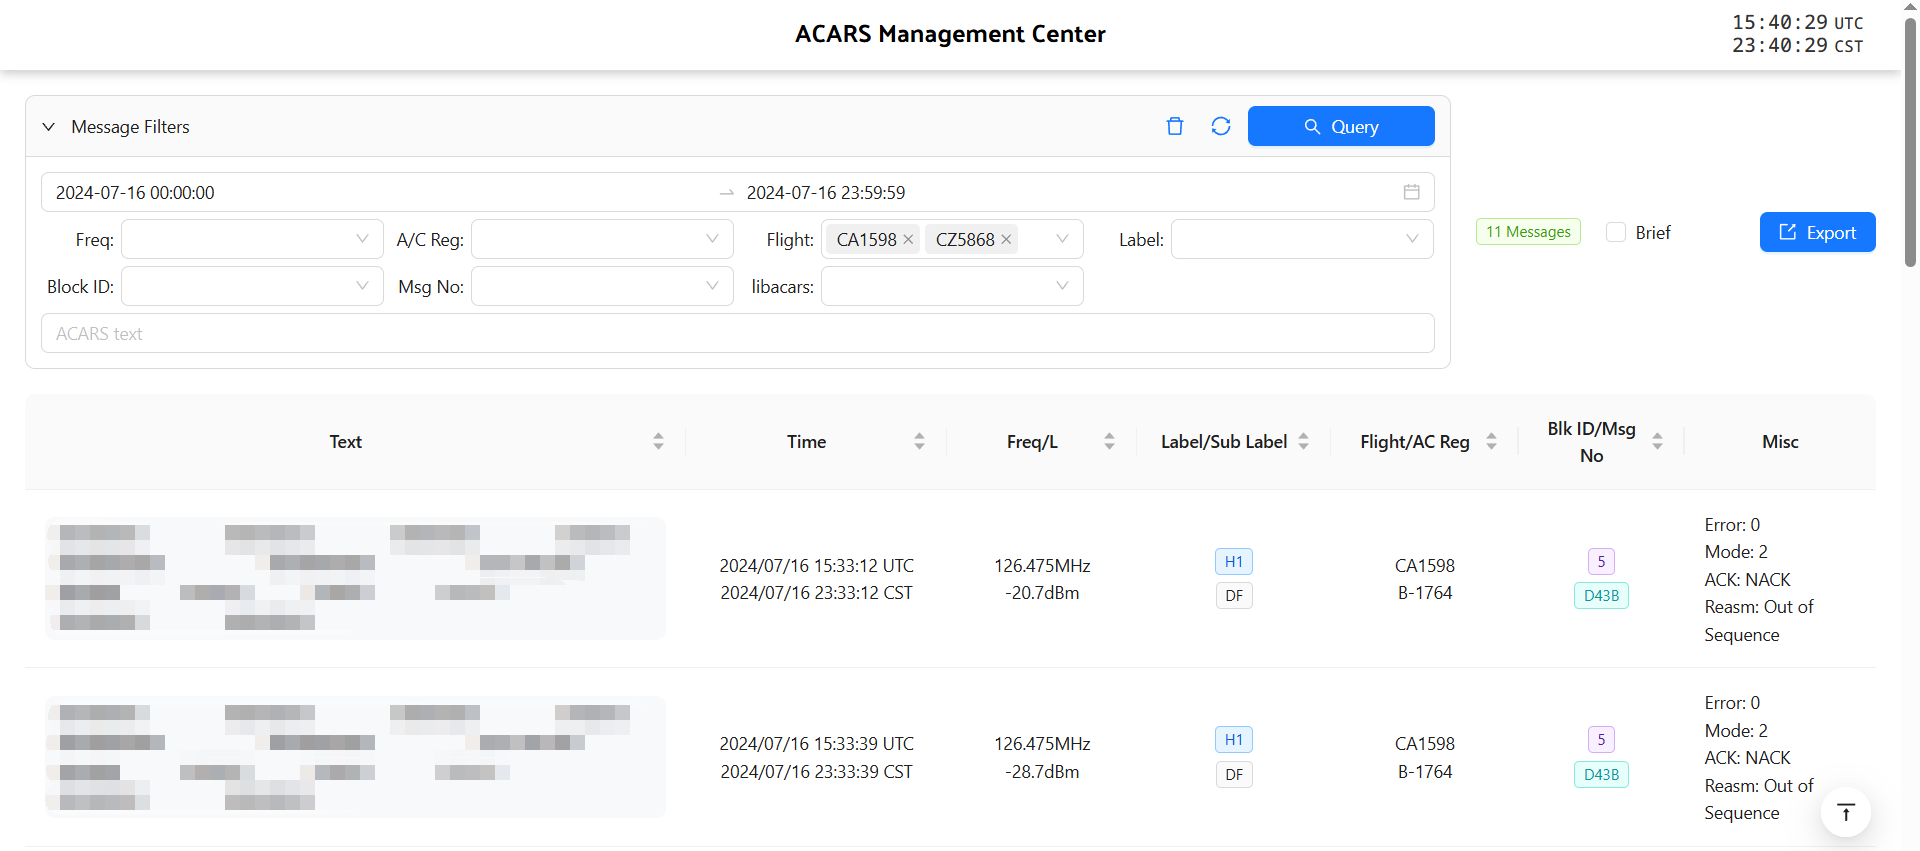 ACARS Management Center
15:40:29 UTC
23:40:29 CST
Message Filters
Query
2024-07-16 00:00:00
2024-07-16 23:59:59
Freq:
A/C Reg:
Flight: CA1598 CZ5868
Label:
Block ID:
Msg No:
libacars:
ACARS text
11 Messages
Brief
Export
Text
Time
Freq/L
Label/Sub Label
Flight/AC Reg
Blk ID/Msg
No
Misc
2024/07/16 15:33:12 UTC
2024/07/16 23:33:12 CST
126.475MHz
-20.7dBm
H1
DF
CA1598
B-1764
5
D43B
Error: 0
Mode: 2
ACK: NACK
Reasm: Out of
Sequence
2024/07/16 15:33:39 UTC
2024/07/16 23:33:39 CST
126.475MHz
-28.7dBm
H1
DF
CA1598
B-1764
5
D43B
Error: 0
Mode: 2
ACK: NACK
Reasm: Out of
Sequence